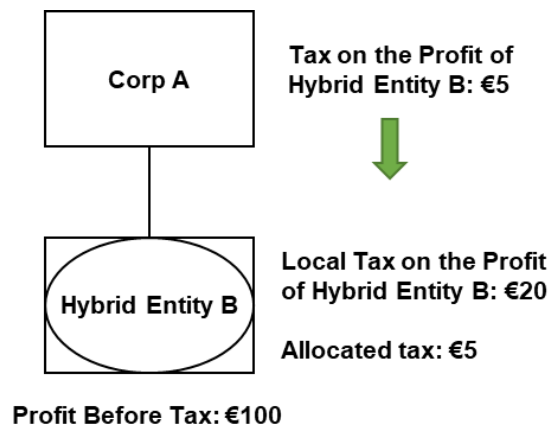 Corp A
Tax on the Profit of
Hybrid Entity B: €5
Hybrid Entity B
Local Tax on the Profit
of Hybrid Entity B: €20
Allocated tax: €5
Profit Before Tax: €100